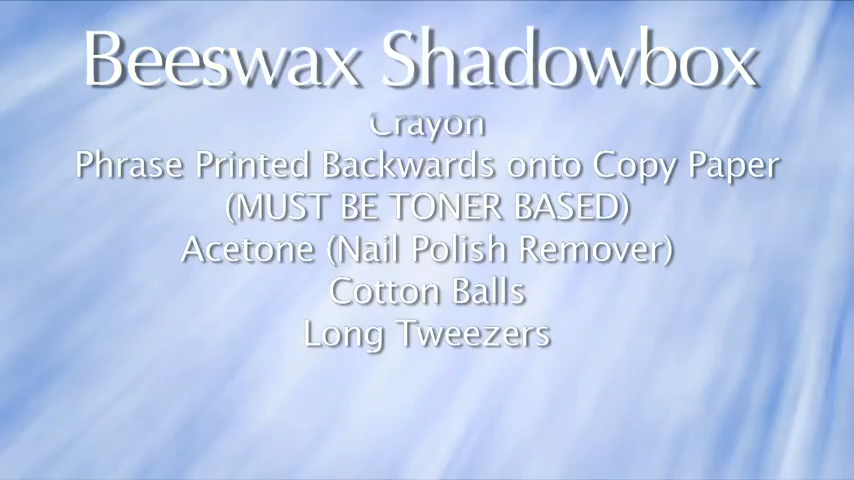 Beeswax Shadowbox
Crayon
Phrase Printed Backwards onto Copy Paper
(MUST BE TONER BASED)
Acetone (Nail Polish Remover)
Cotton Balls
Long Tweezers